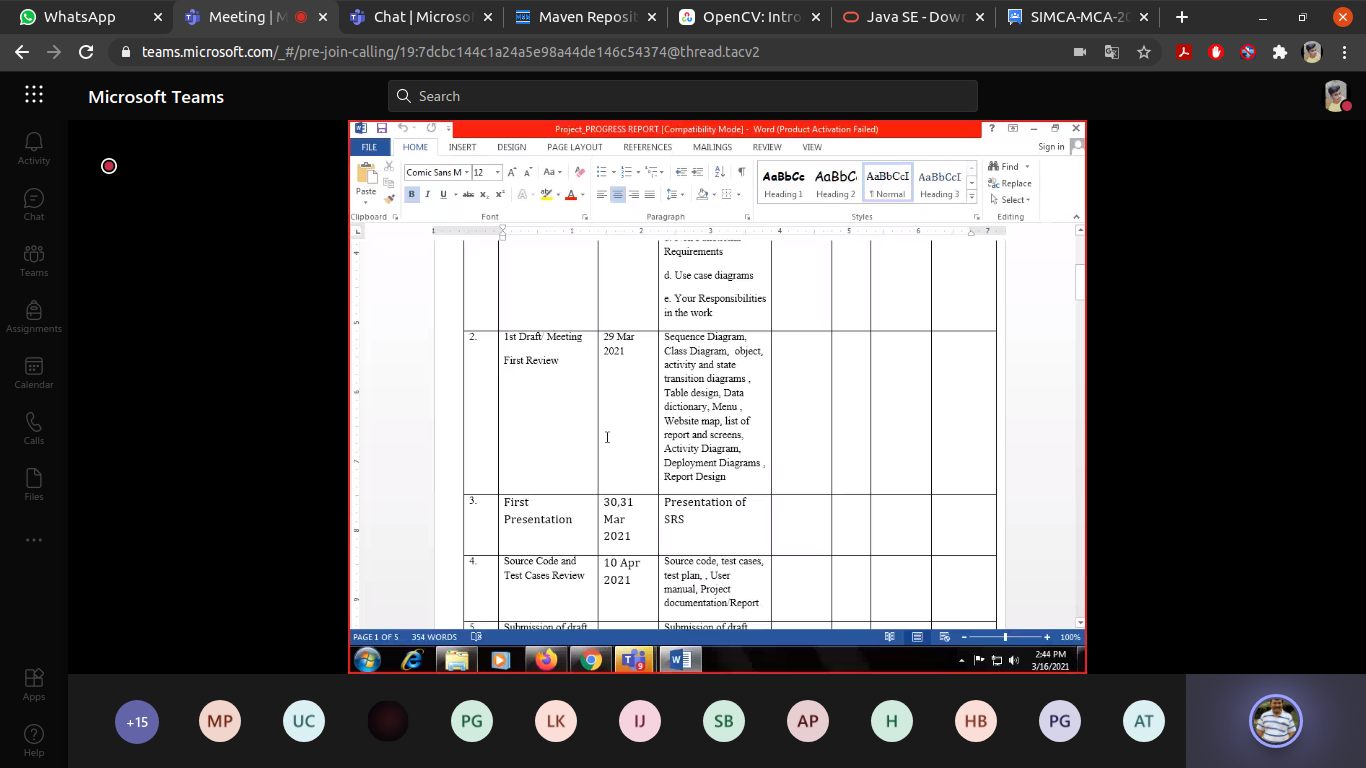 WhatsApp
Meeting | M
Chat | Microso
Maven Reposit
OpenCV: Intro
Java SE - Dow
SIMCA-MCA-20
teams.microsoft.com/_#/pre-join-calling/19:7dcbc144c1a24a5e98a44de146c54374@thread.tacv2
Microsoft Teams
Search
Activity
Chat
Teams
Assignments
Calendar
Calls
Files
Apps
Help
Project_PROGRESS REPORT [Compatibility Mode] - Word (Product Activation Failed)
FILE HOME INSERT DESIGN PAGE LAYOUT REFERENCES MAILINGS REVIEW VIEW Sign in
Paste
Clipboard
Comic Sans M 12
Font
Paragraph
AaBbCc AaBbCc AaBbCcI AaBbCcI
Heading 1 Heading 2 ¶ Normal Heading 3
Styles
Find
Replace
Select
Editing
Requirements
d. Use case diagrams
e. Your Responsibilities
in the work
2.
1st Draft/ Meeting
First Review
29 Mar
2021
Sequence Diagram,
Class Diagram, object,
activity and state
transition diagrams ,
Table design, Data
dictionary, Menu ,
Website map, list of
report and screens,
Activity Diagram,
Deployment Diagrams ,
Report Design
3.
First
Presentation
30,31
Mar
2021
Presentation of
SRS
4.
Source Code and
Test Cases Review
10 Apr
2021
Source code, test cases,
test plan, , User
manual, Project
documentation/Report
5.
Submission of draft
Submission of draft
PAGE 1 OF 5 354 WORDS 100%
9
2:44 PM
3/16/2021
+15
MP
UC
PG
LK
IJ
SB
AP
H
HB
PG
AT